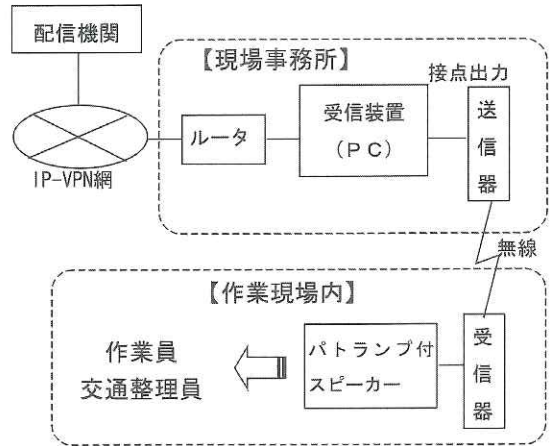 配信機関
【現場事務所】
接点出力
ルータ
受信装置
（ＰＣ）
送信器
IP-VPN網
無線
【作業現場内】
作業員
交通整理員
パトランプ付
スピーカー
受信器